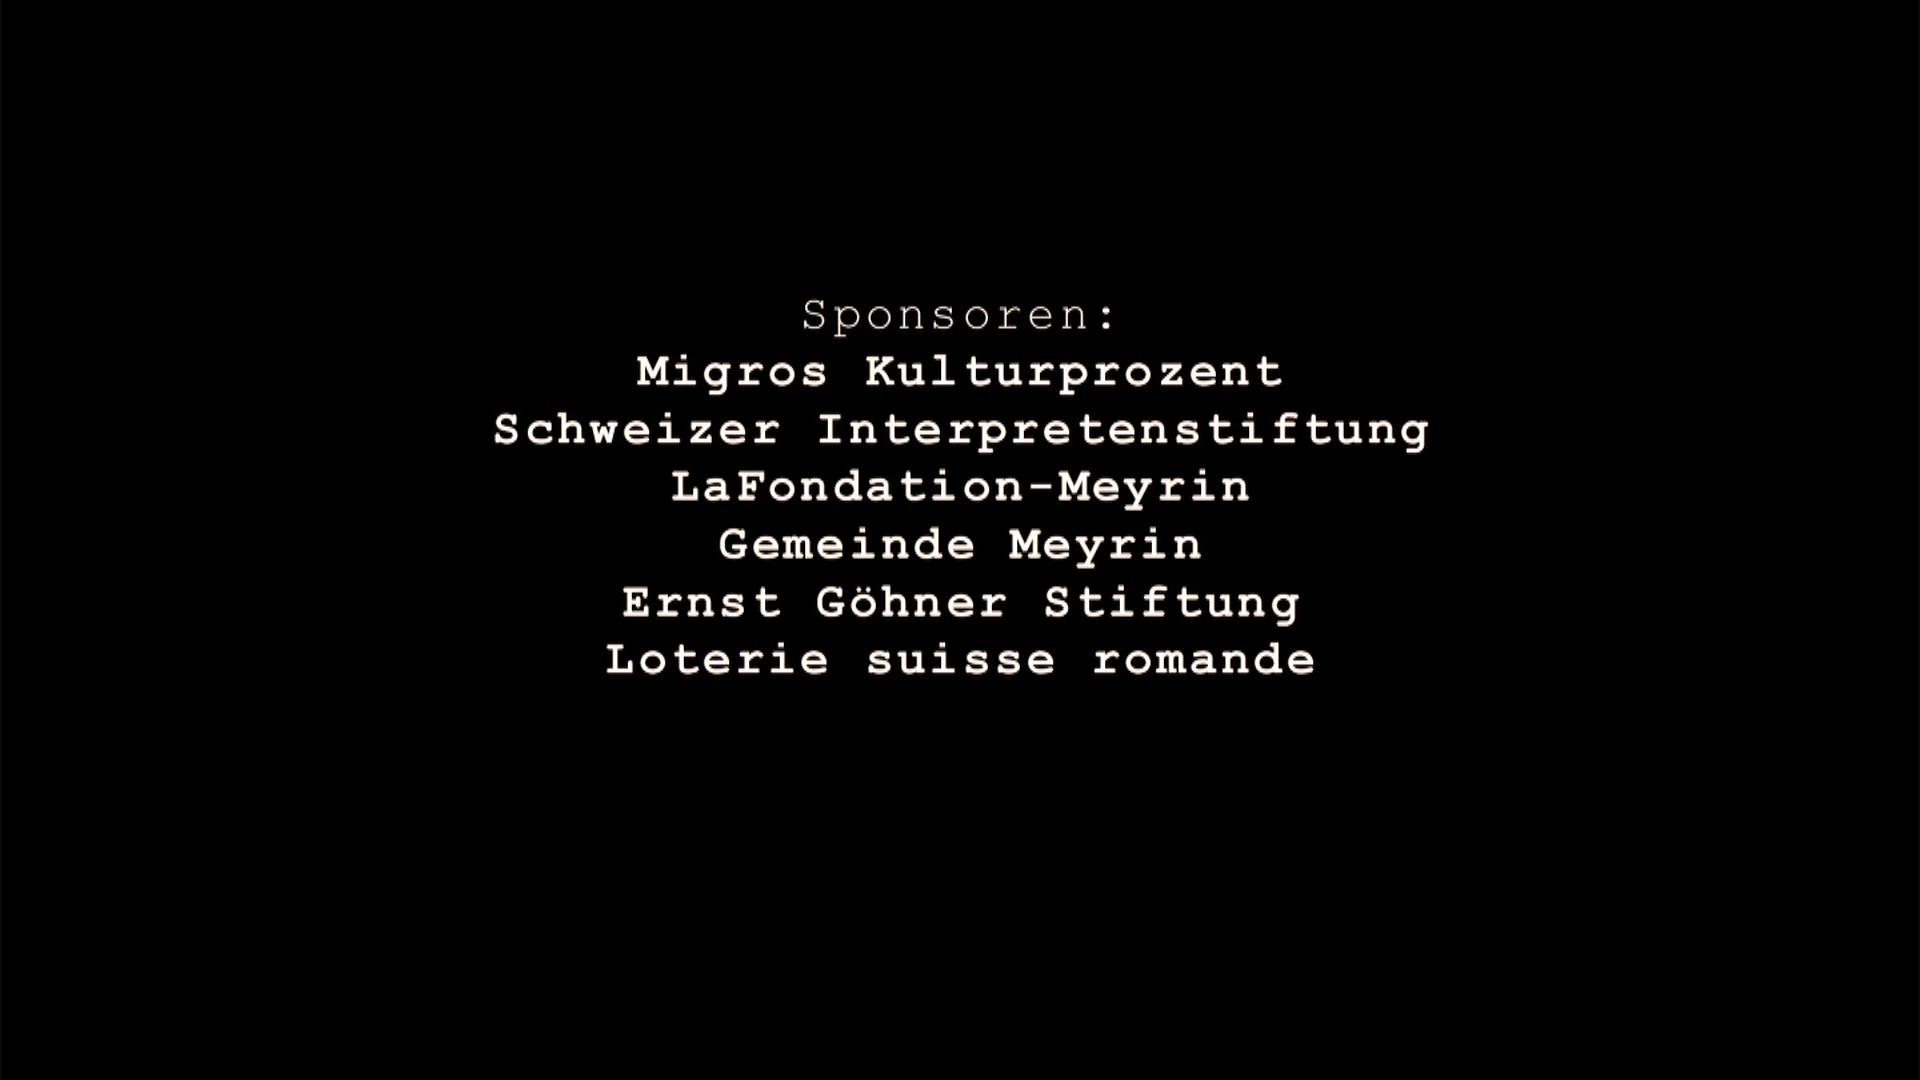 Sponsoren:
Migros Kulturprozent
Schweizer Interpretenstiftung
LaFondation-Meyrin
Gemeinde Meyrin
Ernst Göhner Stiftung
Loterie suisse romande